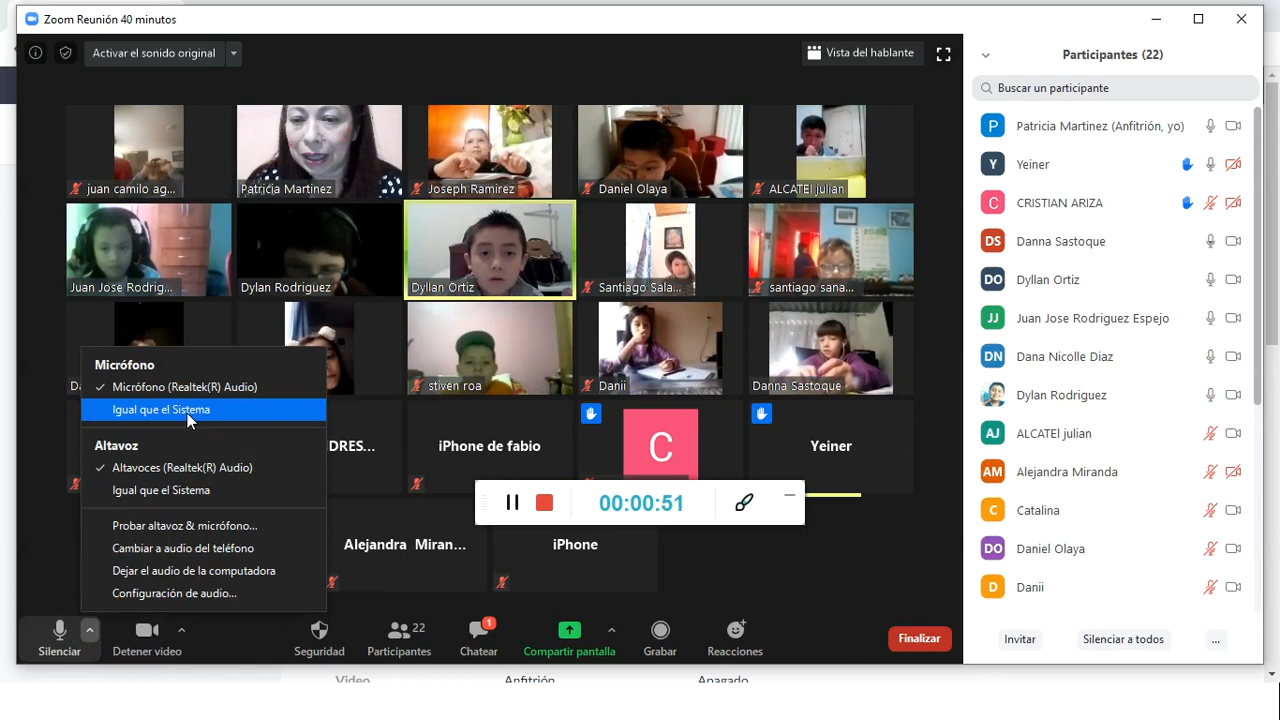 Zoom Reunión 40 minutos
Activar el sonido original
Vista del hablante
juan camilo ag...
Patricia Martinez
Joseph Ramirez
Daniel Olaya
ALCATEl julian
Juan Jose Rodrig...
Dylan Rodriguez
Dyllan Ortiz
Santiago Sala...
santiago sana...
Da
stiven roa
Danii
Danna Sastoque
DRES...
iPhone de fabio
C
Yeiner
Alejandra Miran...
iPhone
Micrófono
Micrófono (Realtek(R) Audio)
Igual que el Sistema
Altavoz
Altavoces (Realtek(R) Audio)
Igual que el Sistema
Probar altavoz & micrófono...
Cambiar a audio del teléfono
Dejar el audio de la computadora
Configuración de audio...
00:00:51
Silenciar
Detener video
Seguridad
22
Participantes
1
Chatear
Compartir pantalla
Grabar
Reacciones
Finalizar
Participantes (22)
Buscar un participante
P Patricia Martinez (Anfitrión, yo)
Y Yeiner
C CRISTIAN ARIZA
DS Danna Sastoque
DO Dyllan Ortiz
JJ Juan Jose Rodriguez Espejo
DN Dana Nicolle Diaz
Dylan Rodriguez
AJ ALCATEl julian
AM Alejandra Miranda
C Catalina
DO Daniel Olaya
D Danii
Invitar
Silenciar a todos
...
Video
Anfitrión
Apagado